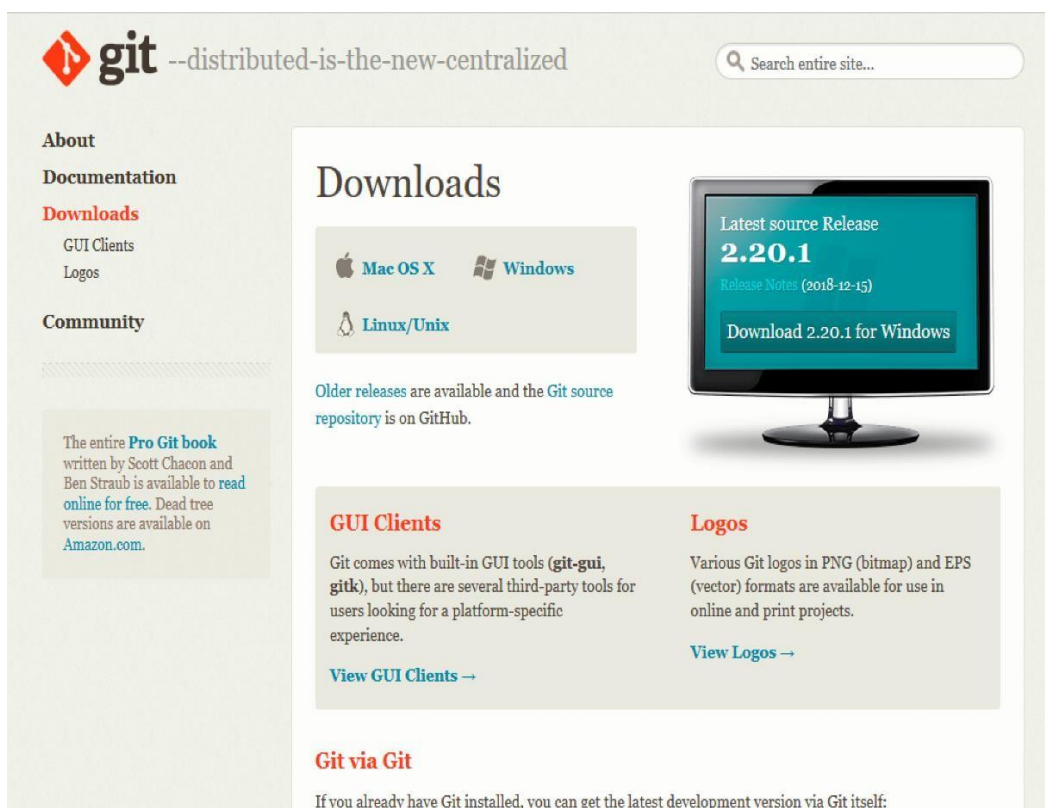 git --distributed-is-the-new-centralized
Search entire site...
About
Documentation
Downloads
GUI Clients
Logos
Community
The entire Pro Git book
written by Scott Chacon and
Ben Straub is available to read
online for free. Dead tree
versions are available on
Amazon.com.
Downloads
Mac OS X
Windows
Linux/Unix
Older releases are available and the Git source
repository is on GitHub.
Latest source Release
2.20.1
Release Notes (2018-12-15)
Download 2.20.1 for Windows
GUI Clients
Git comes with built-in GUI tools (git-gui,
gitk), but there are several third-party tools for
users looking for a platform-specific
experience.
View GUI Clients →
Logos
Various Git logos in PNG (bitmap) and EPS
(vector) formats are available for use in
online and print projects.
View Logos →
Git via Git
If you already have Git installed, you can get the latest development version via Git itself: